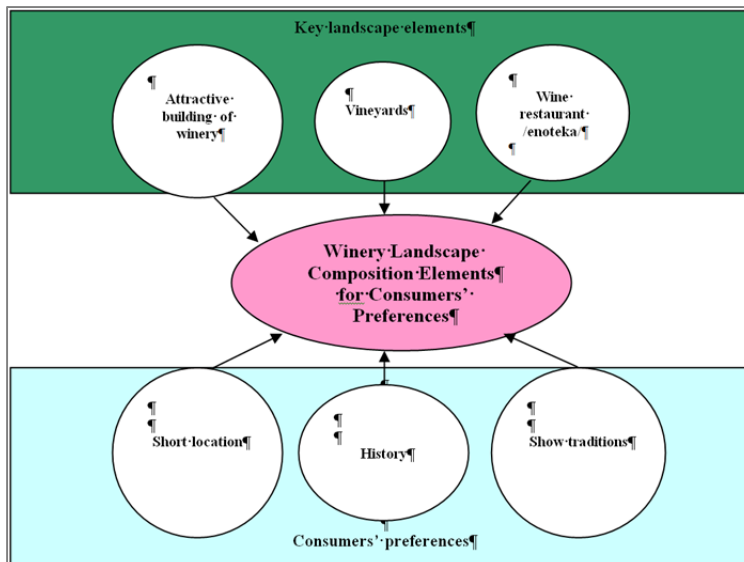 Key·landscape·elements¶
¶
Attractive·
building·of·
winery¶
¶
Vineyards¶
¶
Wine·
restaurant·
/enoteka/¶
¶
Winery·Landscape·
Composition·Elements¶
·for·Consumers’·
Preferences¶
¶
¶
¶
Short·location¶
¶
¶
History¶
¶
¶
Show·traditions¶
¶
Consumers’·preferences¶